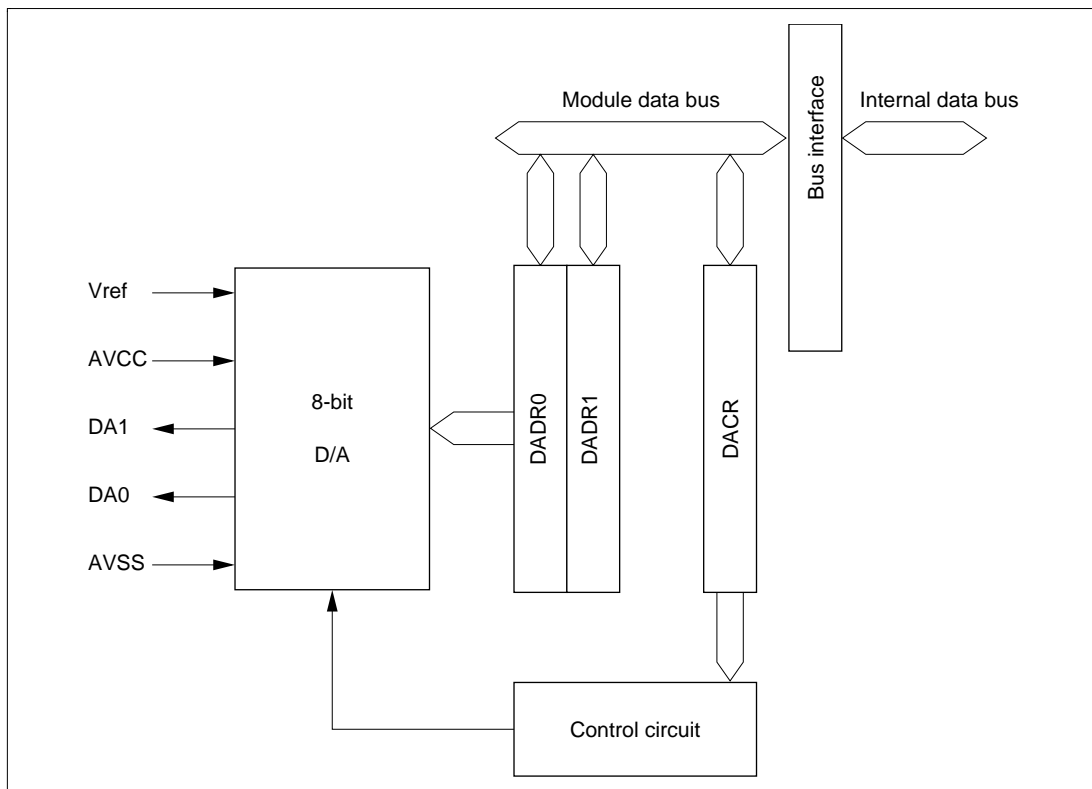 Module data bus
Internal data bus
Bus interface
Vref
AVCC
DA1
DA0
AVSS
8-bit
D/A
DADR0
DADR1
DACR
Control circuit